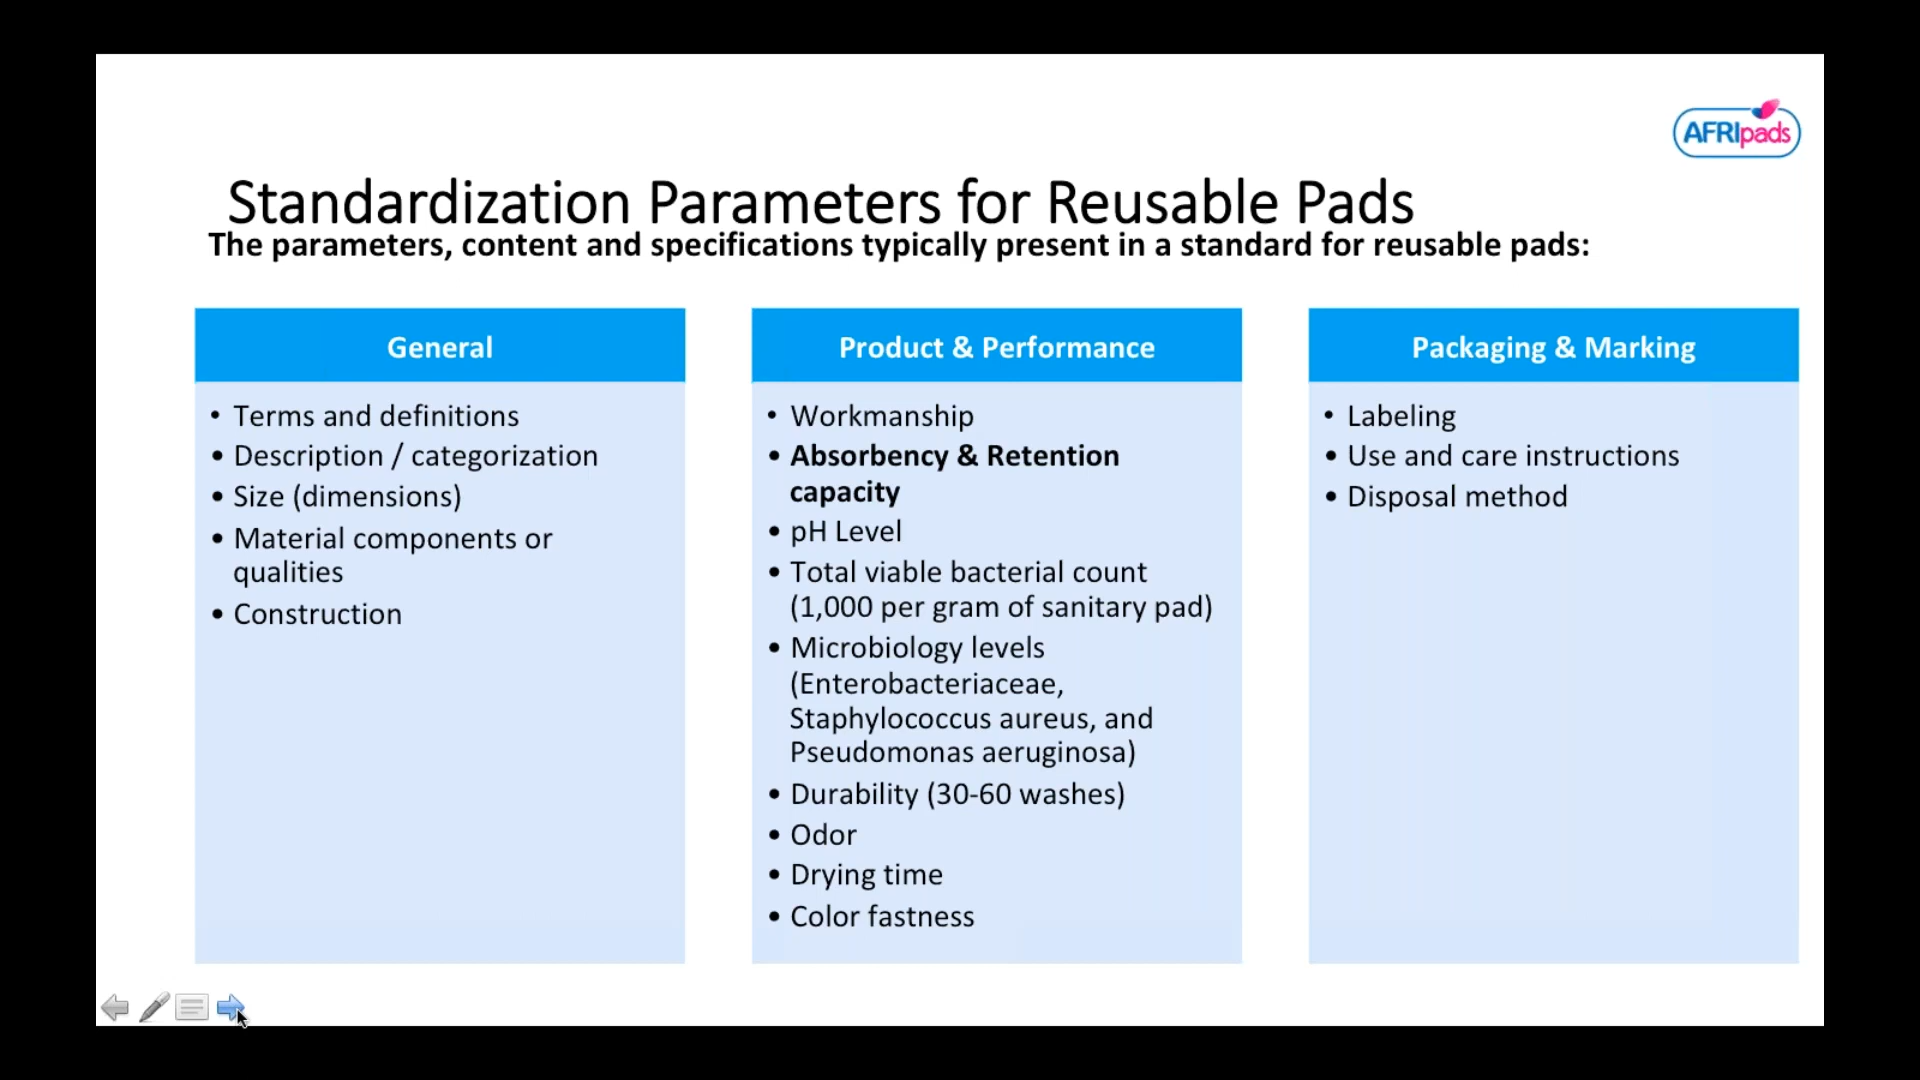 AFRIpads
Standardization Parameters for Reusable Pads
The parameters, content and specifications typically present in a standard for reusable pads:
General
• Terms and definitions
• Description / categorization
• Size (dimensions)
• Material components or
qualities
• Construction
Product & Performance
• Workmanship
• Absorbency & Retention
capacity
• pH Level
• Total viable bacterial count
(1,000 per gram of sanitary pad)
• Microbiology levels
(Enterobacteriaceae,
Staphylococcus aureus, and
Pseudomonas aeruginosa)
• Durability (30-60 washes)
• Odor
• Drying time
• Color fastness
Packaging & Marking
• Labeling
• Use and care instructions
• Disposal method